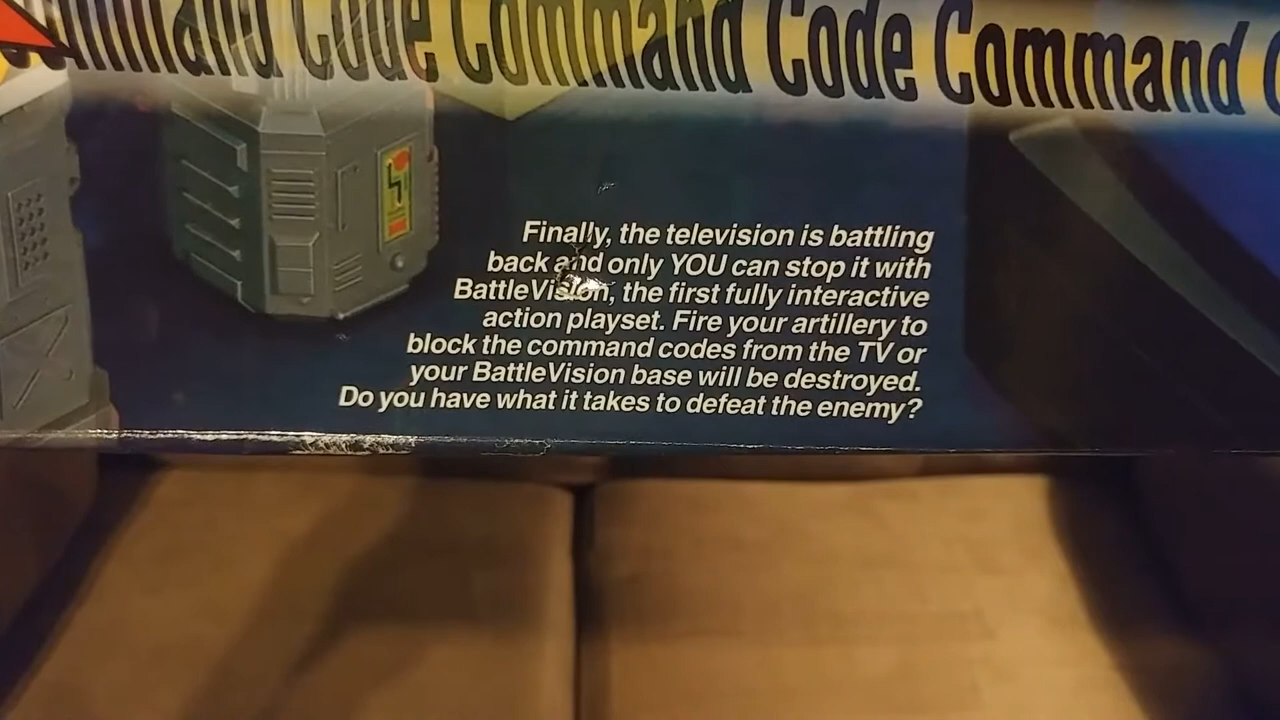 Command Code Command Code Command
Finally, the television is battling
back and only YOU can stop it with
BattleVision, the first fully interactive
action playset. Fire your artillery to
block the command codes from the TV or
your BattleVision base will be destroyed.
Do you have what it takes to defeat the enemy?